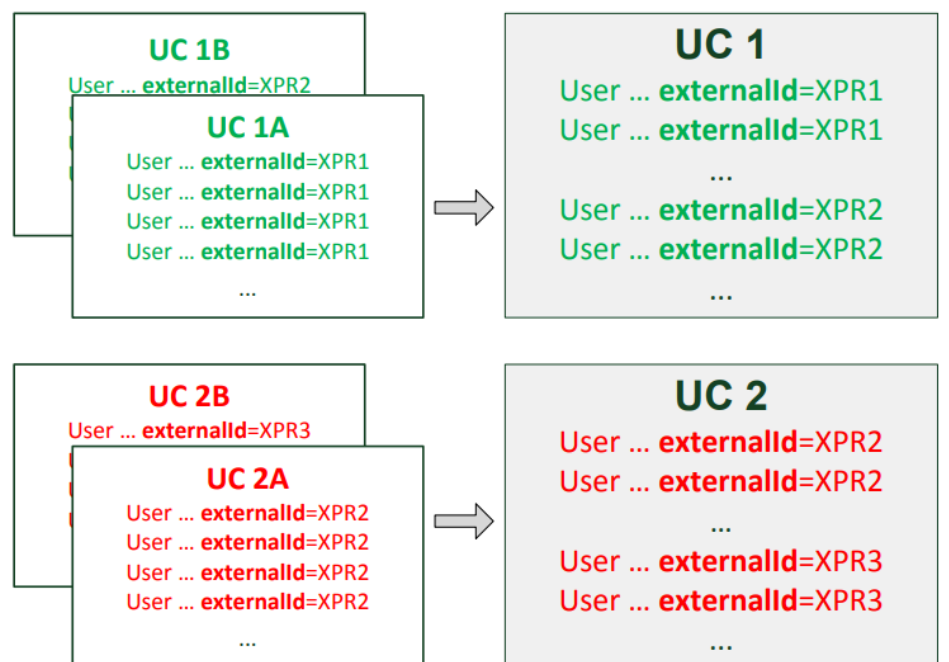 UC 1B
User ... externalId=XPR2
UC 1A
User ... externalId=XPR1
User ... externalId=XPR1
User ... externalId=XPR1
User ... externalId=XPR1
...
UC 1
User ... externalId=XPR1
User ... externalId=XPR1
...
User ... externalId=XPR2
User ... externalId=XPR2
...
UC 2B
User ... externalId=XPR3
UC 2A
User ... externalId=XPR2
User ... externalId=XPR2
User ... externalId=XPR2
User ... externalId=XPR2
...
UC 2
User ... externalId=XPR2
User ... externalId=XPR2
...
User ... externalId=XPR3
User ... externalId=XPR3
...